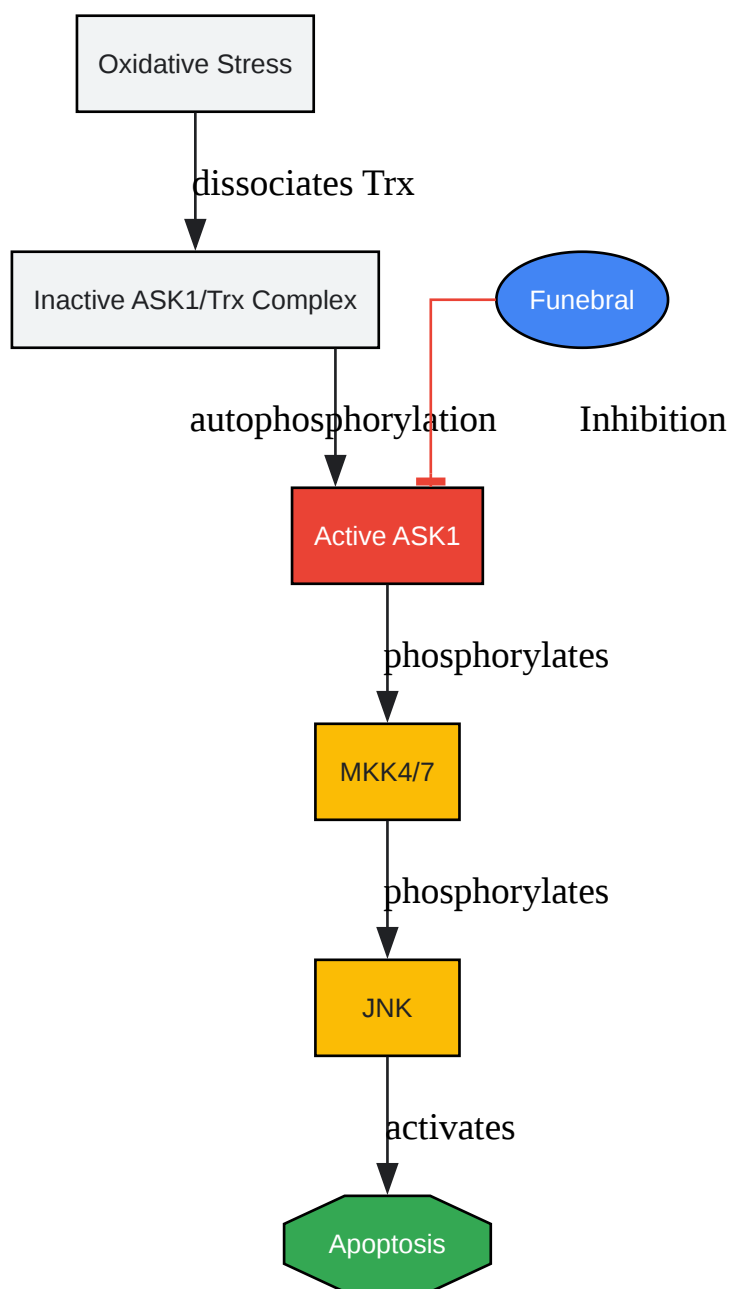 Oxidative Stress
dissociates Trx
Inactive ASK1/Trx Complex
Funebral
autophosphorylation
Inhibition
Active ASK1
phosphorylates
MKK4/7
phosphorylates
JNK
activates
Apoptosis